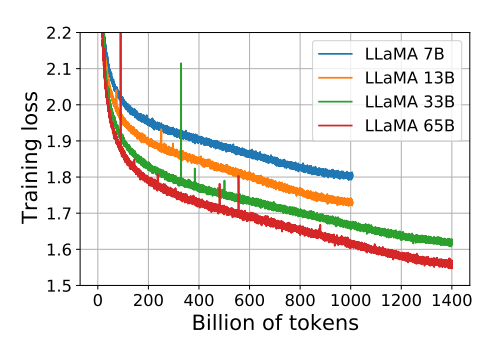 2.2
2.1
2.0
1.9
1.8
1.7
1.6
1.5
Training loss
LLaMA 7B
LLaMA 13B
LLaMA 33B
LLaMA 65B
0 200 400 600 800 1000 1200 1400
Billion of tokens